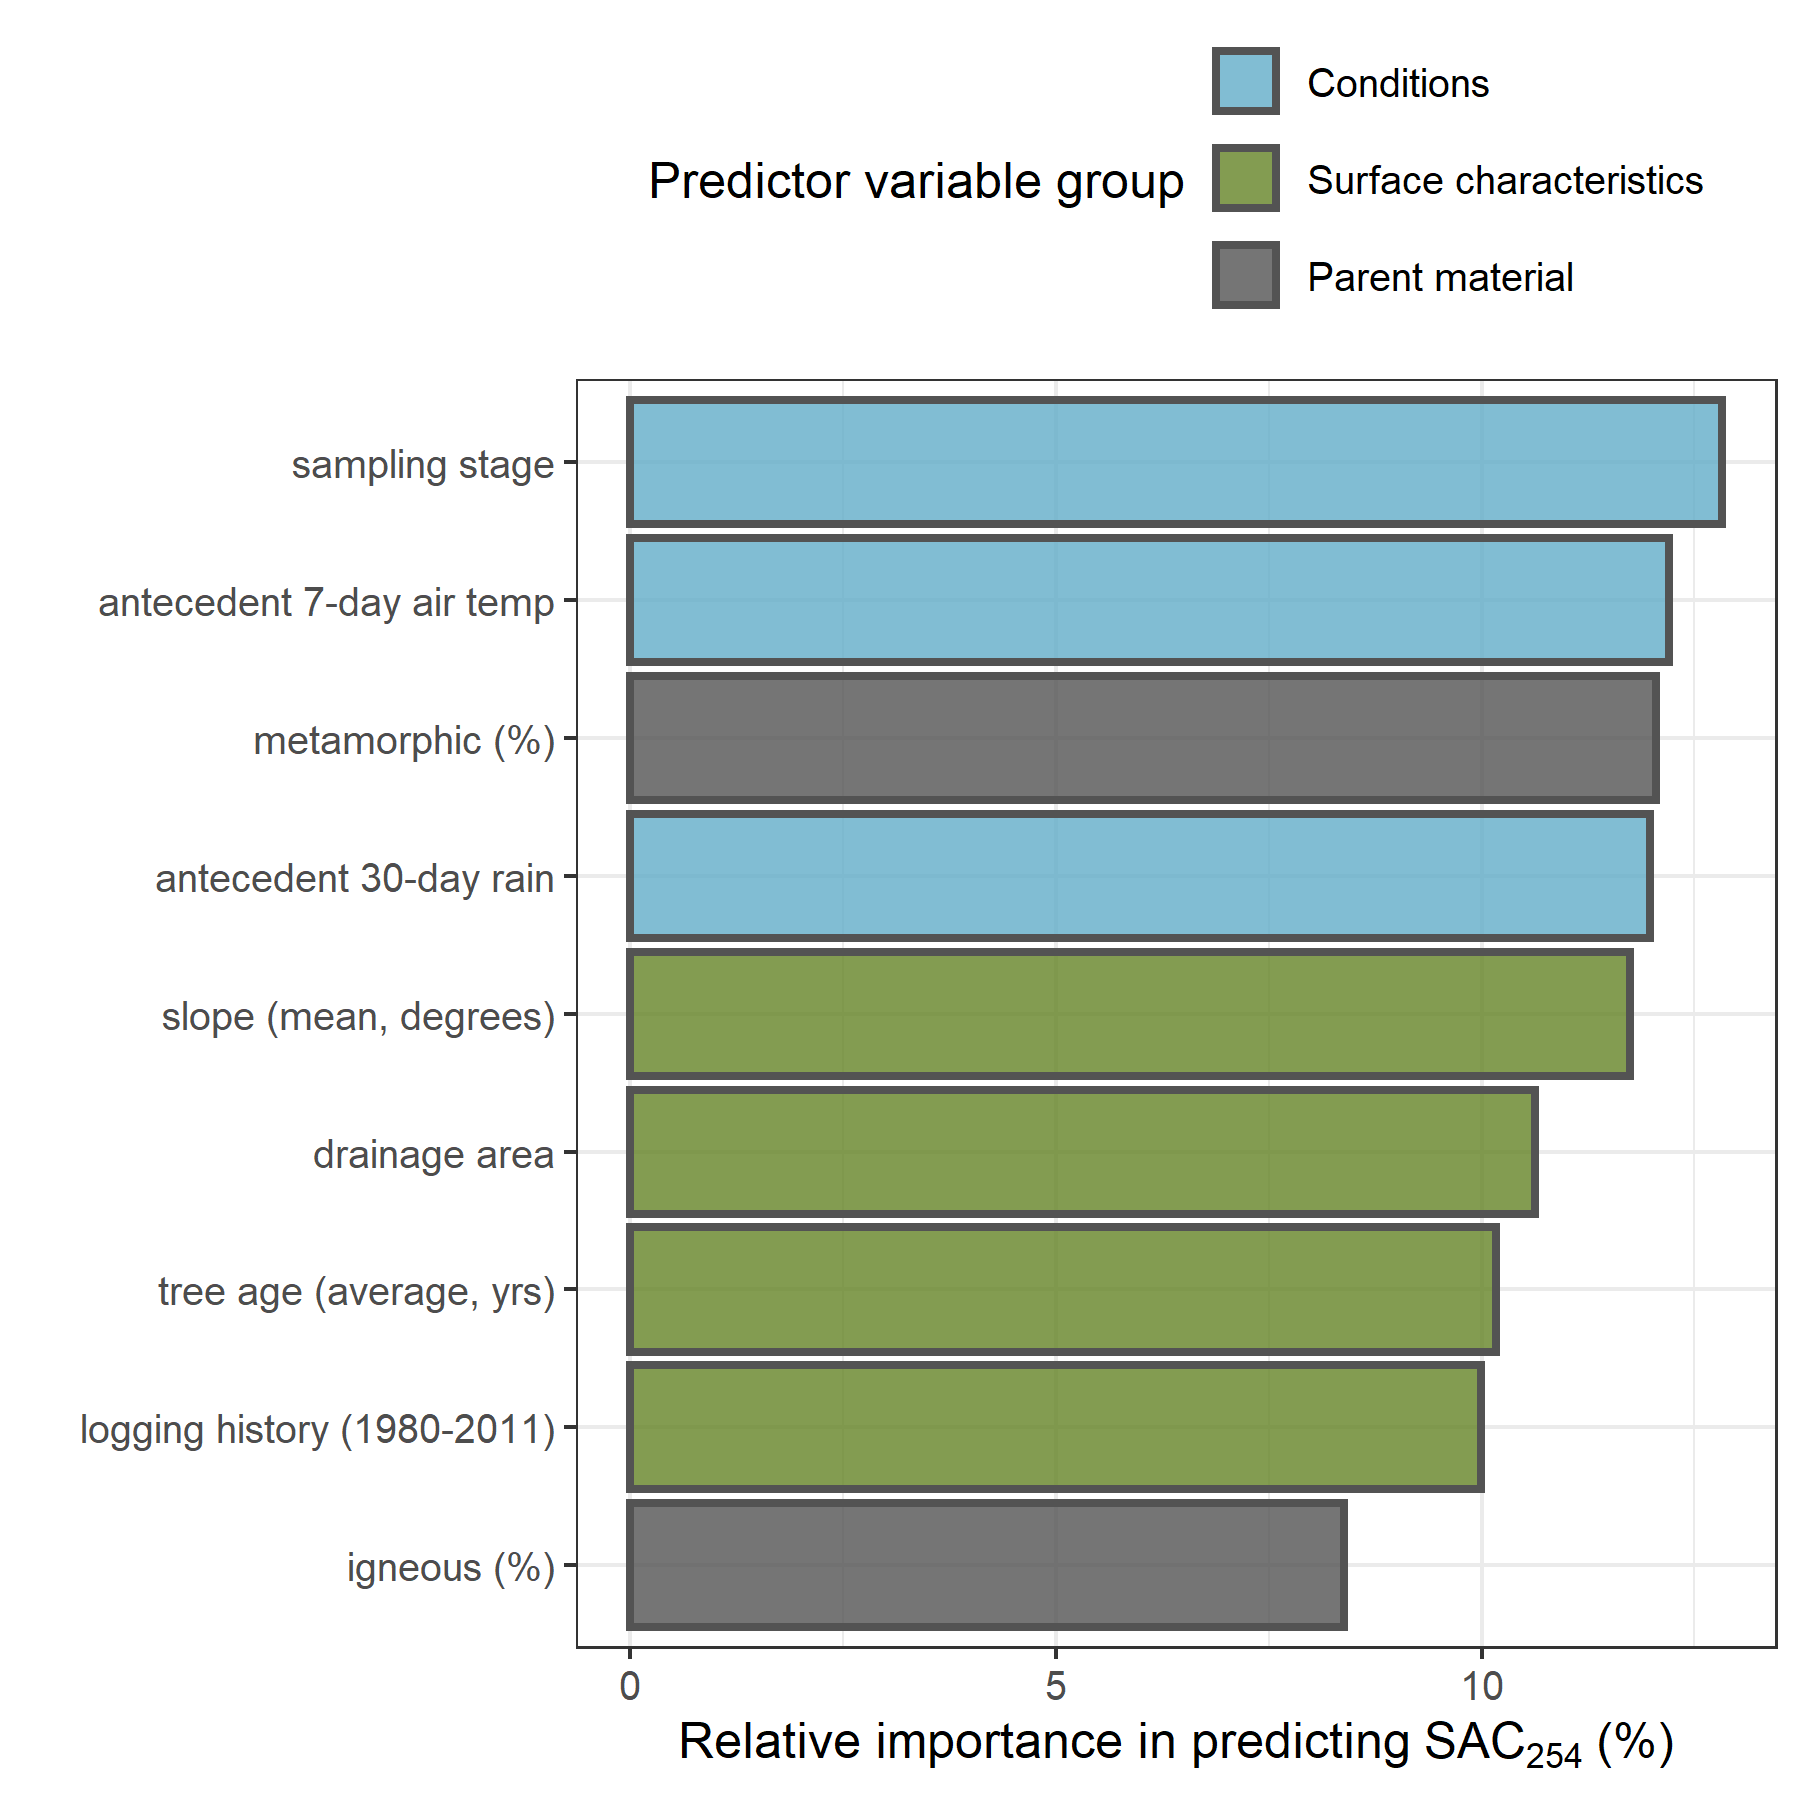 Predictor variable group
Conditions
Surface characteristics
Parent material
sampling stage
antecedent 7-day air temp
metamorphic (%)
antecedent 30-day rain
slope (mean, degrees)
drainage area
tree age (average, yrs)
logging history (1980-2011)
igneous (%)
0 5 10
Relative importance in predicting SAC₂₅₄ (%)